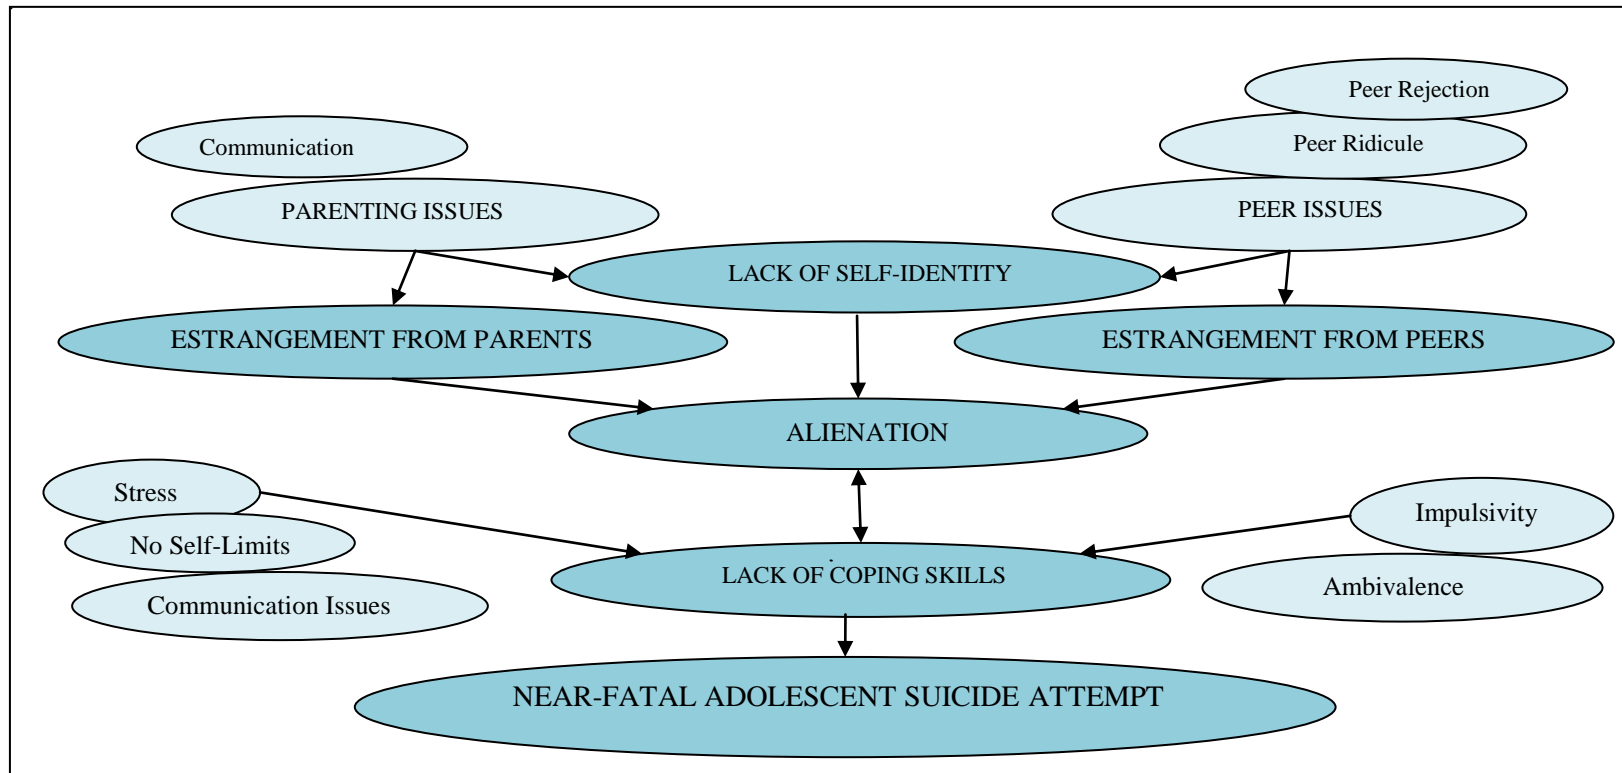 Peer Rejection
Communication
Peer Ridicule
PARENTING ISSUES
PEER ISSUES
LACK OF SELF-IDENTITY
ESTRANGEMENT FROM PARENTS
ESTRANGEMENT FROM PEERS
ALIENATION
Stress
Impulsivity
No Self-Limits
LACK OF COPING SKILLS
Ambivalence
Communication Issues
NEAR-FATAL ADOLESCENT SUICIDE ATTEMPT